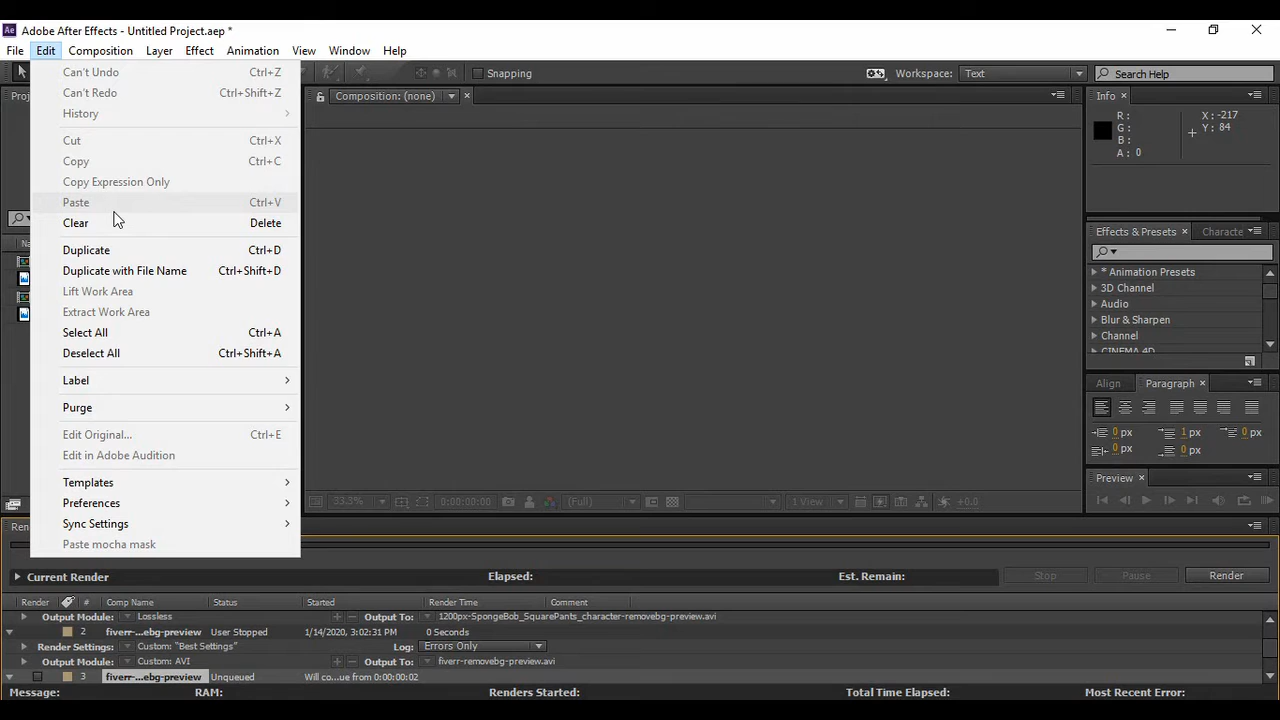 Adobe After Effects - Untitled Project.aep *
File Edit Composition Layer Effect Animation View Window Help
Can't Undo Ctrl+Z
Can't Redo Ctrl+Shift+Z
History
Cut Ctrl+X
Copy Ctrl+C
Copy Expression Only
Paste Ctrl+V
Clear Delete
Duplicate Ctrl+D
Duplicate with File Name Ctrl+Shift+D
Lift Work Area
Extract Work Area
Select All Ctrl+A
Deselect All Ctrl+Shift+A
Label
Purge
Edit Original... Ctrl+E
Edit in Adobe Audition
Templates
Preferences
Sync Settings
Paste mocha mask
Snapping
Workspace: Text
Search Help
Composition: (none)
Info
R: X: -217
G: Y: 84
B:
A: 0
Effects & Presets Characte
* Animation Presets
3D Channel
Audio
Blur & Sharpen
Channel
CINEMA 4D
Align Paragraph
0 px 1 px 0 px
0 px 0 px
Preview
33.3% 0:00:00:00 (Full) 1 View +0.0
Current Render Elapsed: Est. Remain: Stop Pause Render
Render # Comp Name Status Started Render Time Comment
Output Module: Lossless Output To: 1200px-SpongeBob_SquarePants_character-removebg-preview.avi
2 fiverr-...ebg-preview User Stopped 1/14/2020, 3:02:31 PM 0 Seconds
Render Settings: Custom: "Best Settings" Log: Errors Only
Output Module: Custom: AVI Output To: fiverr-removebg-preview.avi
3 fiverr-...ebg-preview Unqueued Will co...ue from 0:00:00:02
Message: RAM: Renders Started: Total Time Elapsed: Most Recent Error: